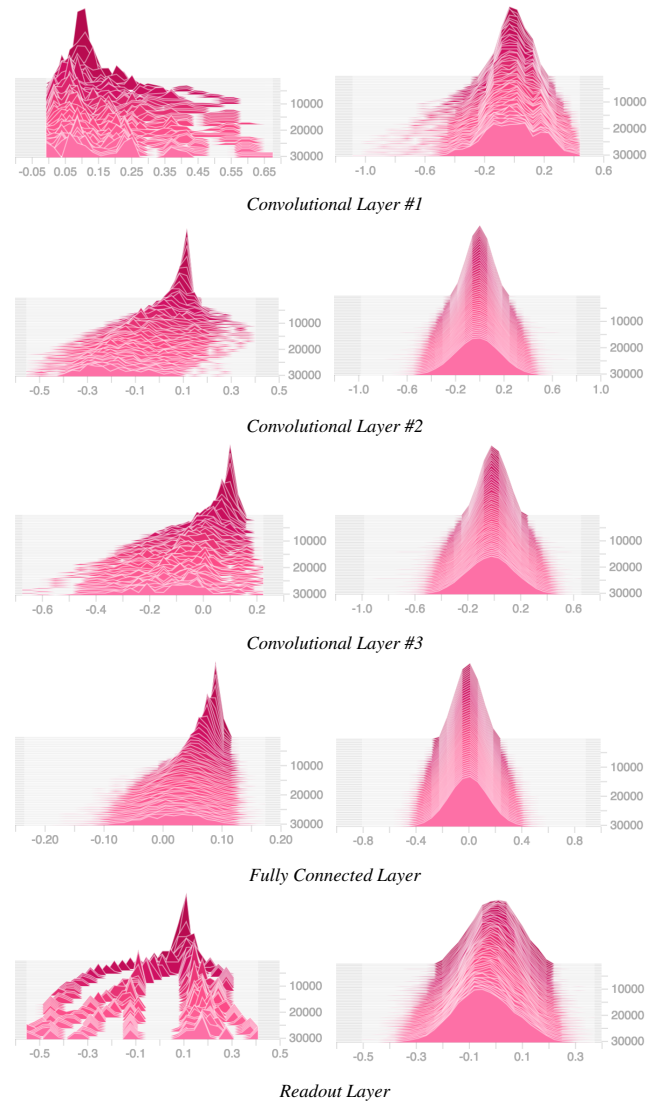 10000
20000
30000
-0.05 0.05 0.15 0.25 0.35 0.45 0.55 0.65
10000
20000
30000
-1.0 -0.6 -0.2 0.2 0.6
Convolutional Layer #1
10000
20000
30000
-0.5 -0.3 -0.1 0.1 0.3 0.5
10000
20000
30000
-1.0 -0.6 -0.2 0.2 0.6 1.0
Convolutional Layer #2
10000
20000
30000
-0.6 -0.4 -0.2 0.0 0.2
10000
20000
30000
-1.0 -0.6 -0.2 0.2 0.6
Convolutional Layer #3
10000
20000
30000
-0.20 -0.10 0.00 0.10 0.20
10000
20000
30000
-0.8 -0.4 0.0 0.4 0.8
Fully Connected Layer
10000
20000
30000
-0.5 -0.3 -0.1 0.1 0.3 0.5
10000
20000
30000
-0.5 -0.3 -0.1 0.1 0.3
Readout Layer